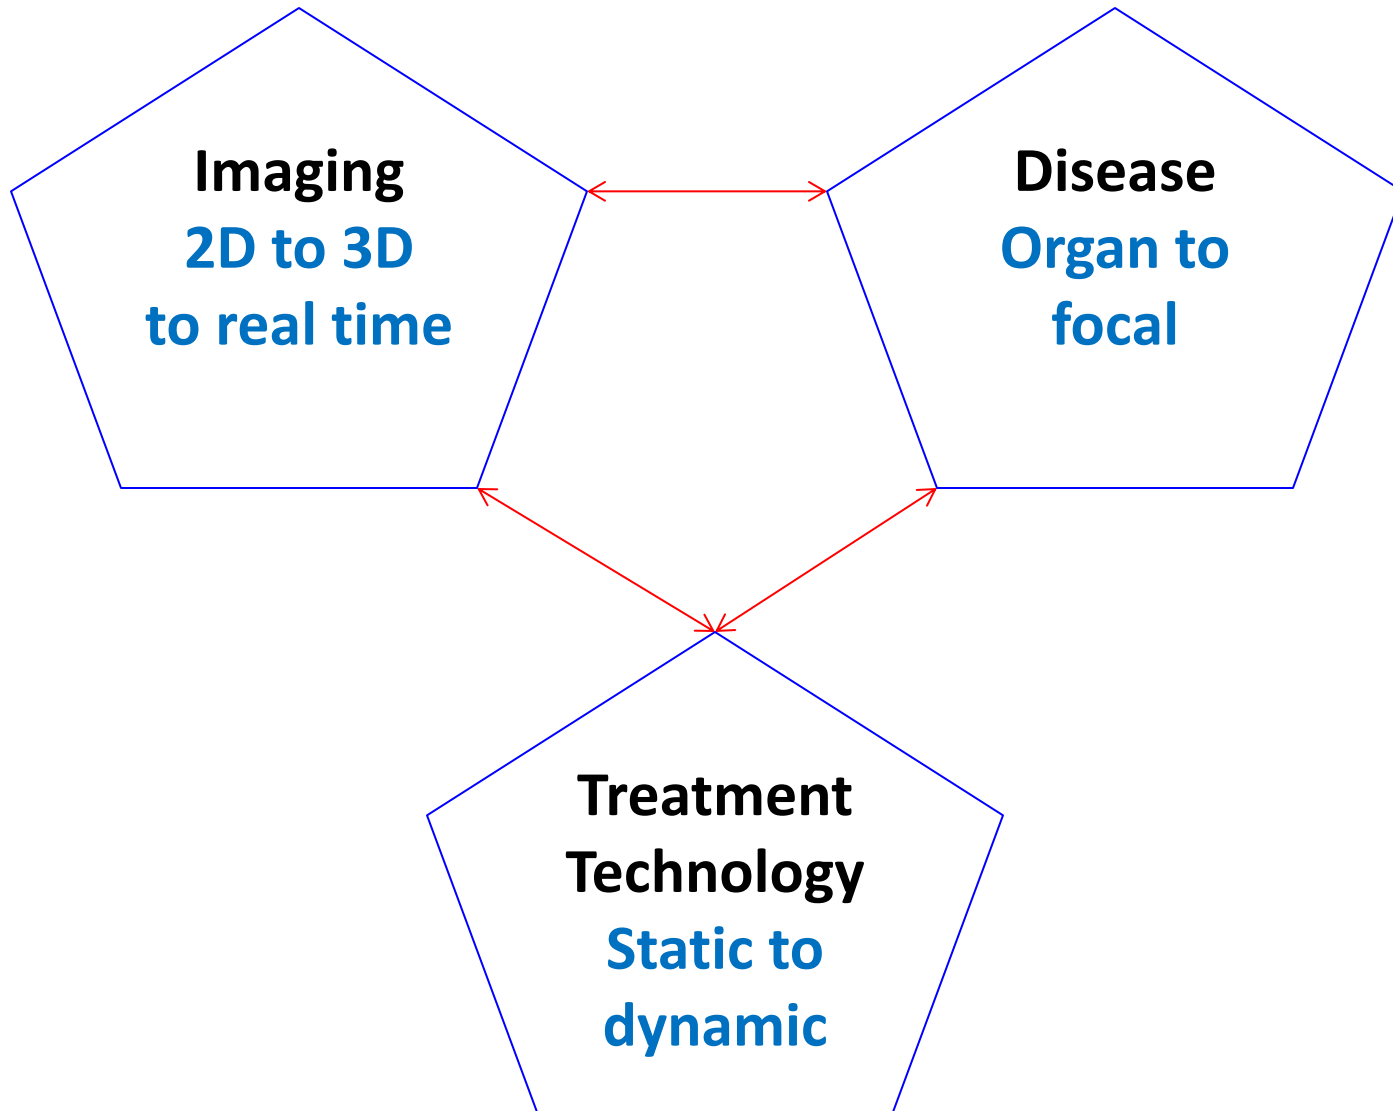 Imaging
2D to 3D
to real time
Disease
Organ to
focal
Treatment
Technology
Static to
dynamic